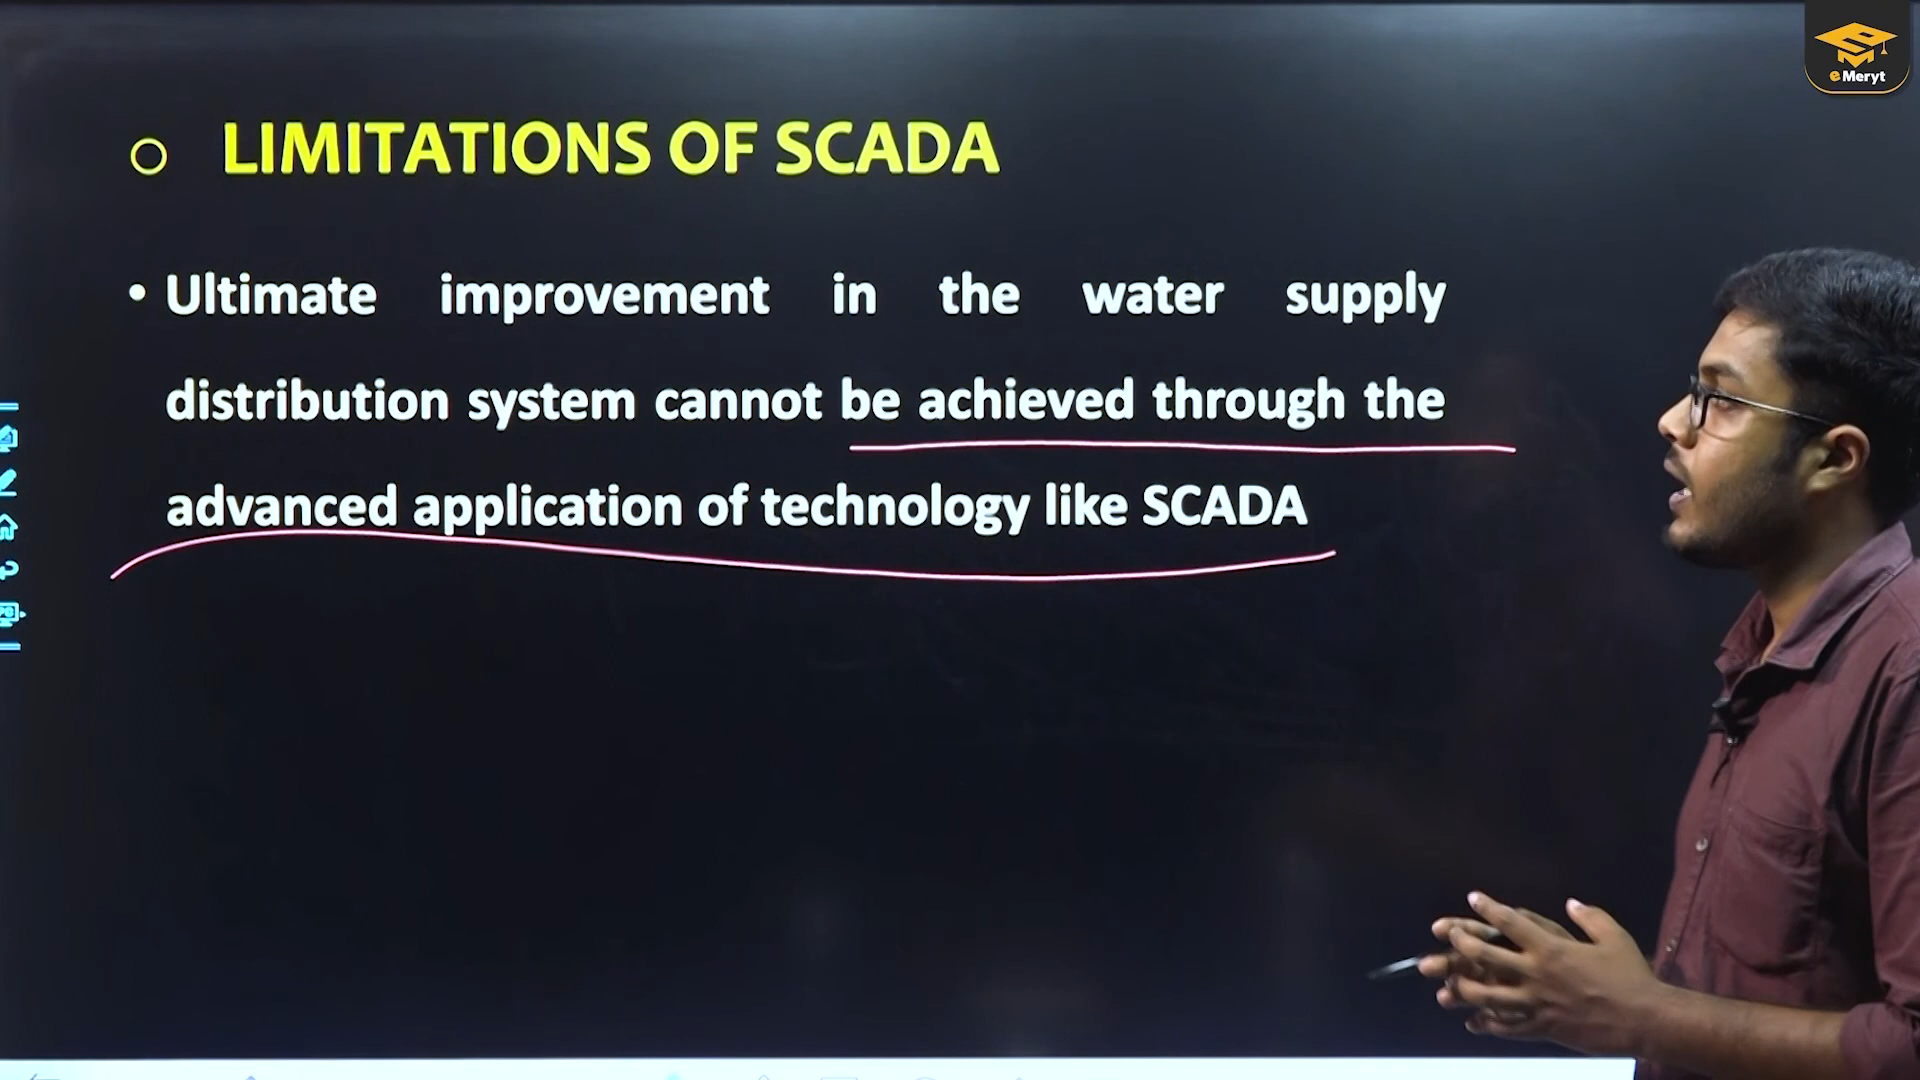 eMeryt
LIMITATIONS OF SCADA
• Ultimate improvement in the water supply
distribution system cannot be achieved through the
advanced application of technology like SCADA